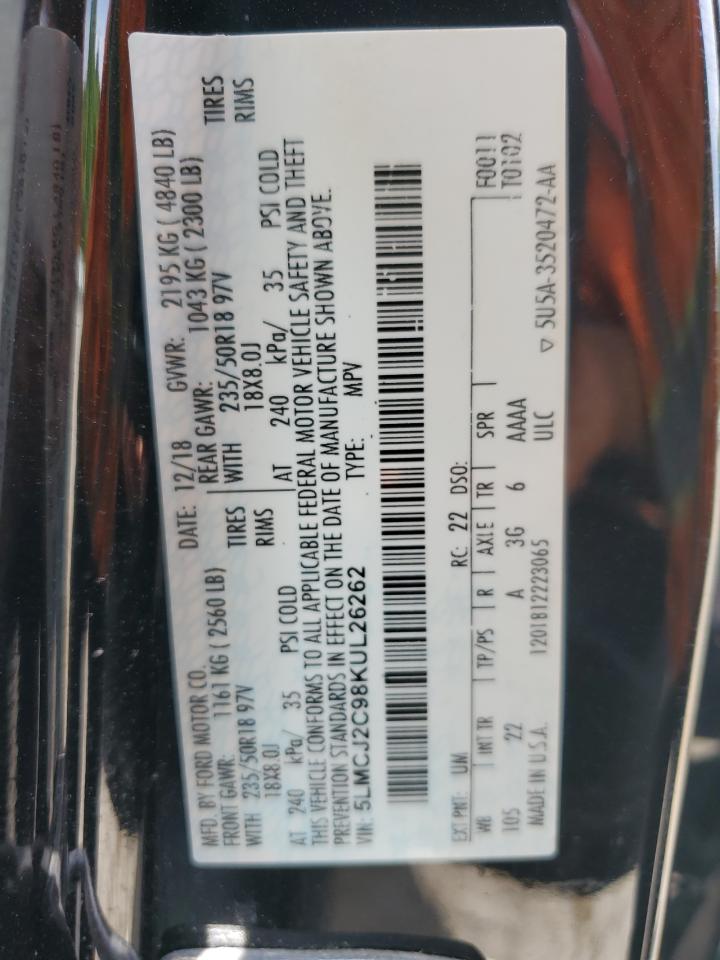 MFD. BY FORD MOTOR CO. DATE: 12/18 GVWR: 2195 KG ( 4840 LB)
FRONT GAWR: 1161 KG ( 2560 LB) REAR GAWR: 1043 KG ( 2300 LB)
WITH 235/50R18 97V TIRES WITH 235/50R18 97V TIRES
18X8.0J RIMS 18X8.0J RIMS
AT 240 kPa/ 35 PSI COLD AT 240 kPa/ 35 PSI COLD
THIS VEHICLE CONFORMS TO ALL APPLICABLE FEDERAL MOTOR VEHICLE SAFETY AND THEFT
PREVENTION STANDARDS IN EFFECT ON THE DATE OF MANUFACTURE SHOWN ABOVE.
VIN: 5LMCJ2C98KUL26262 TYPE: MPV
EXT PNT: UM RC: 22 DSO:
WB INT TR TP/PS R AXLE TR SPR F0011
105 22 A 3G 6 AAAA T0102
MADE IN U.S.A. 1201812223065 ULC
▽ 5U5A-3520472-AA